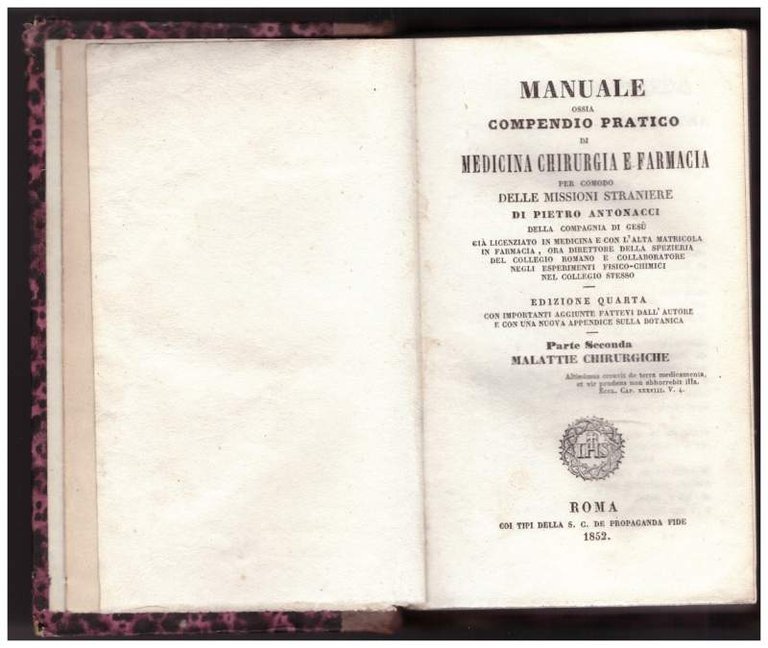 MANUALE
OSSIA
COMPENDIO PRATICO
DI
MEDICINA CHIRURGIA E FARMACIA
PER COMODO
DELLE MISSIONI STRANIERE
DI PIETRO ANTONACCI
DELLA COMPAGNIA DI GESÙ
GIÀ LICENZIATO IN MEDICINA E CON L'ALTA MATRICOLA
IN FARMACIA, ORA DIRETTORE DELLA SPEZIERIA
DEL COLLEGIO ROMANO E COLLABORATORE
NEGLI ESPERIMENTI FISICO-CHIMICI
NEL COLLEGIO STESSO
EDIZIONE QUARTA
CON IMPORTANTI AGGIUNTE FATTEVI DALL'AUTORE
E CON UNA NUOVA APPENDICE SULLA BOTANICA
Parte Seconda
MALATTIE CHIRURGICHE
Altissimus creavit de terra medicamenta,
et vir prudens non abhorrebit illa.
ECCL. CAP. XXXVIII. V. 4.
IHS
ROMA
COI TIPI DELLA S. C. DE PROPAGANDA FIDE
1852.